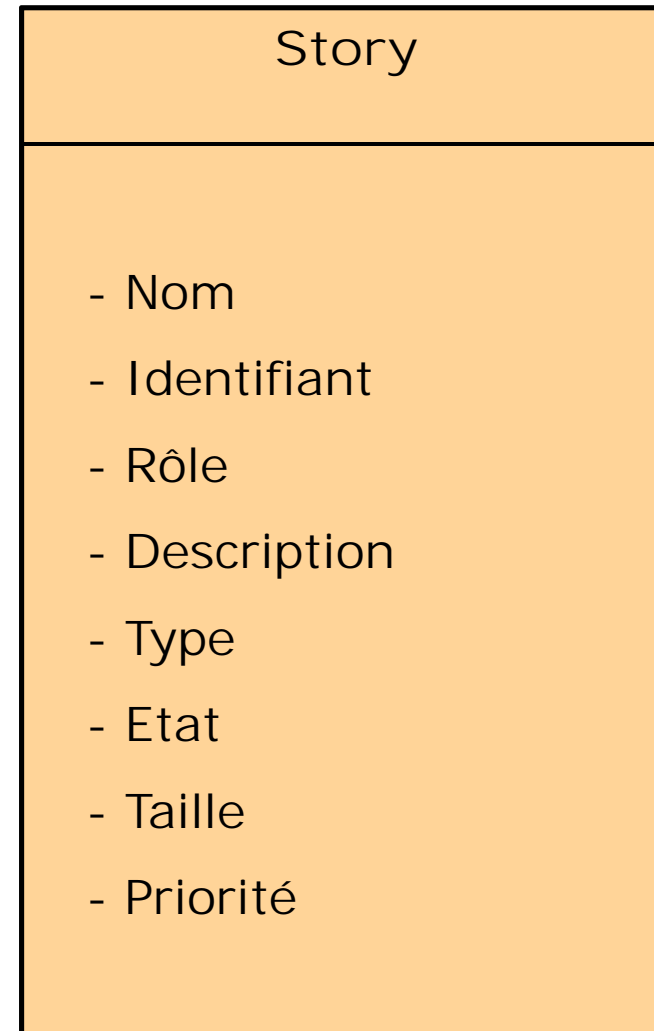 Story
- Nom
- Identifiant
- Rôle
- Description
- Type
- Etat
- Taille
- Priorité